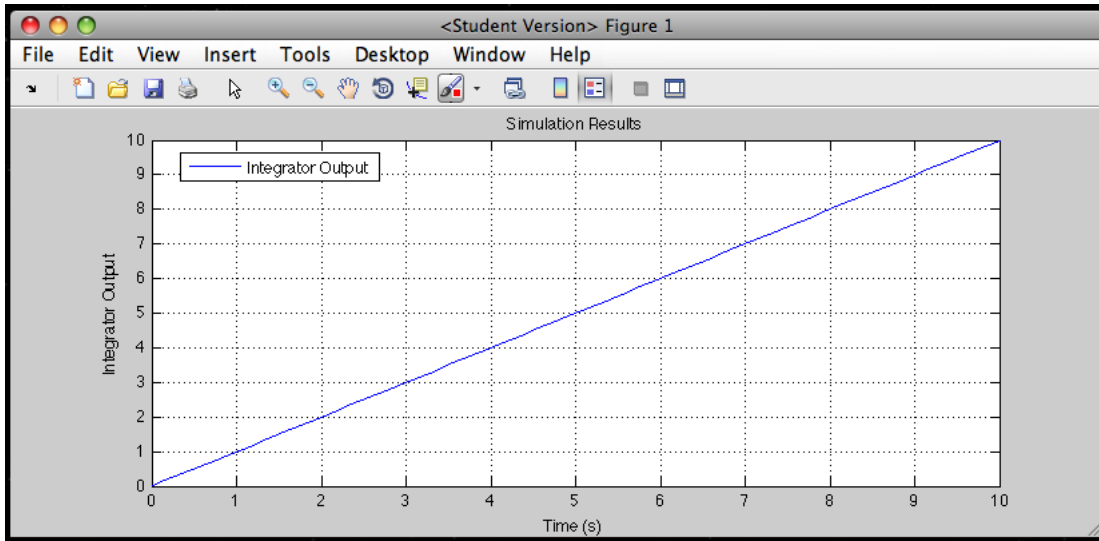 <Student Version> Figure 1
File Edit View Insert Tools Desktop Window Help
Simulation Results
Integrator Output
10
9
8
7
6
5
4
3
2
1
0
Integrator Output
0 1 2 3 4 5 6 7 8 9 10
Time (s)